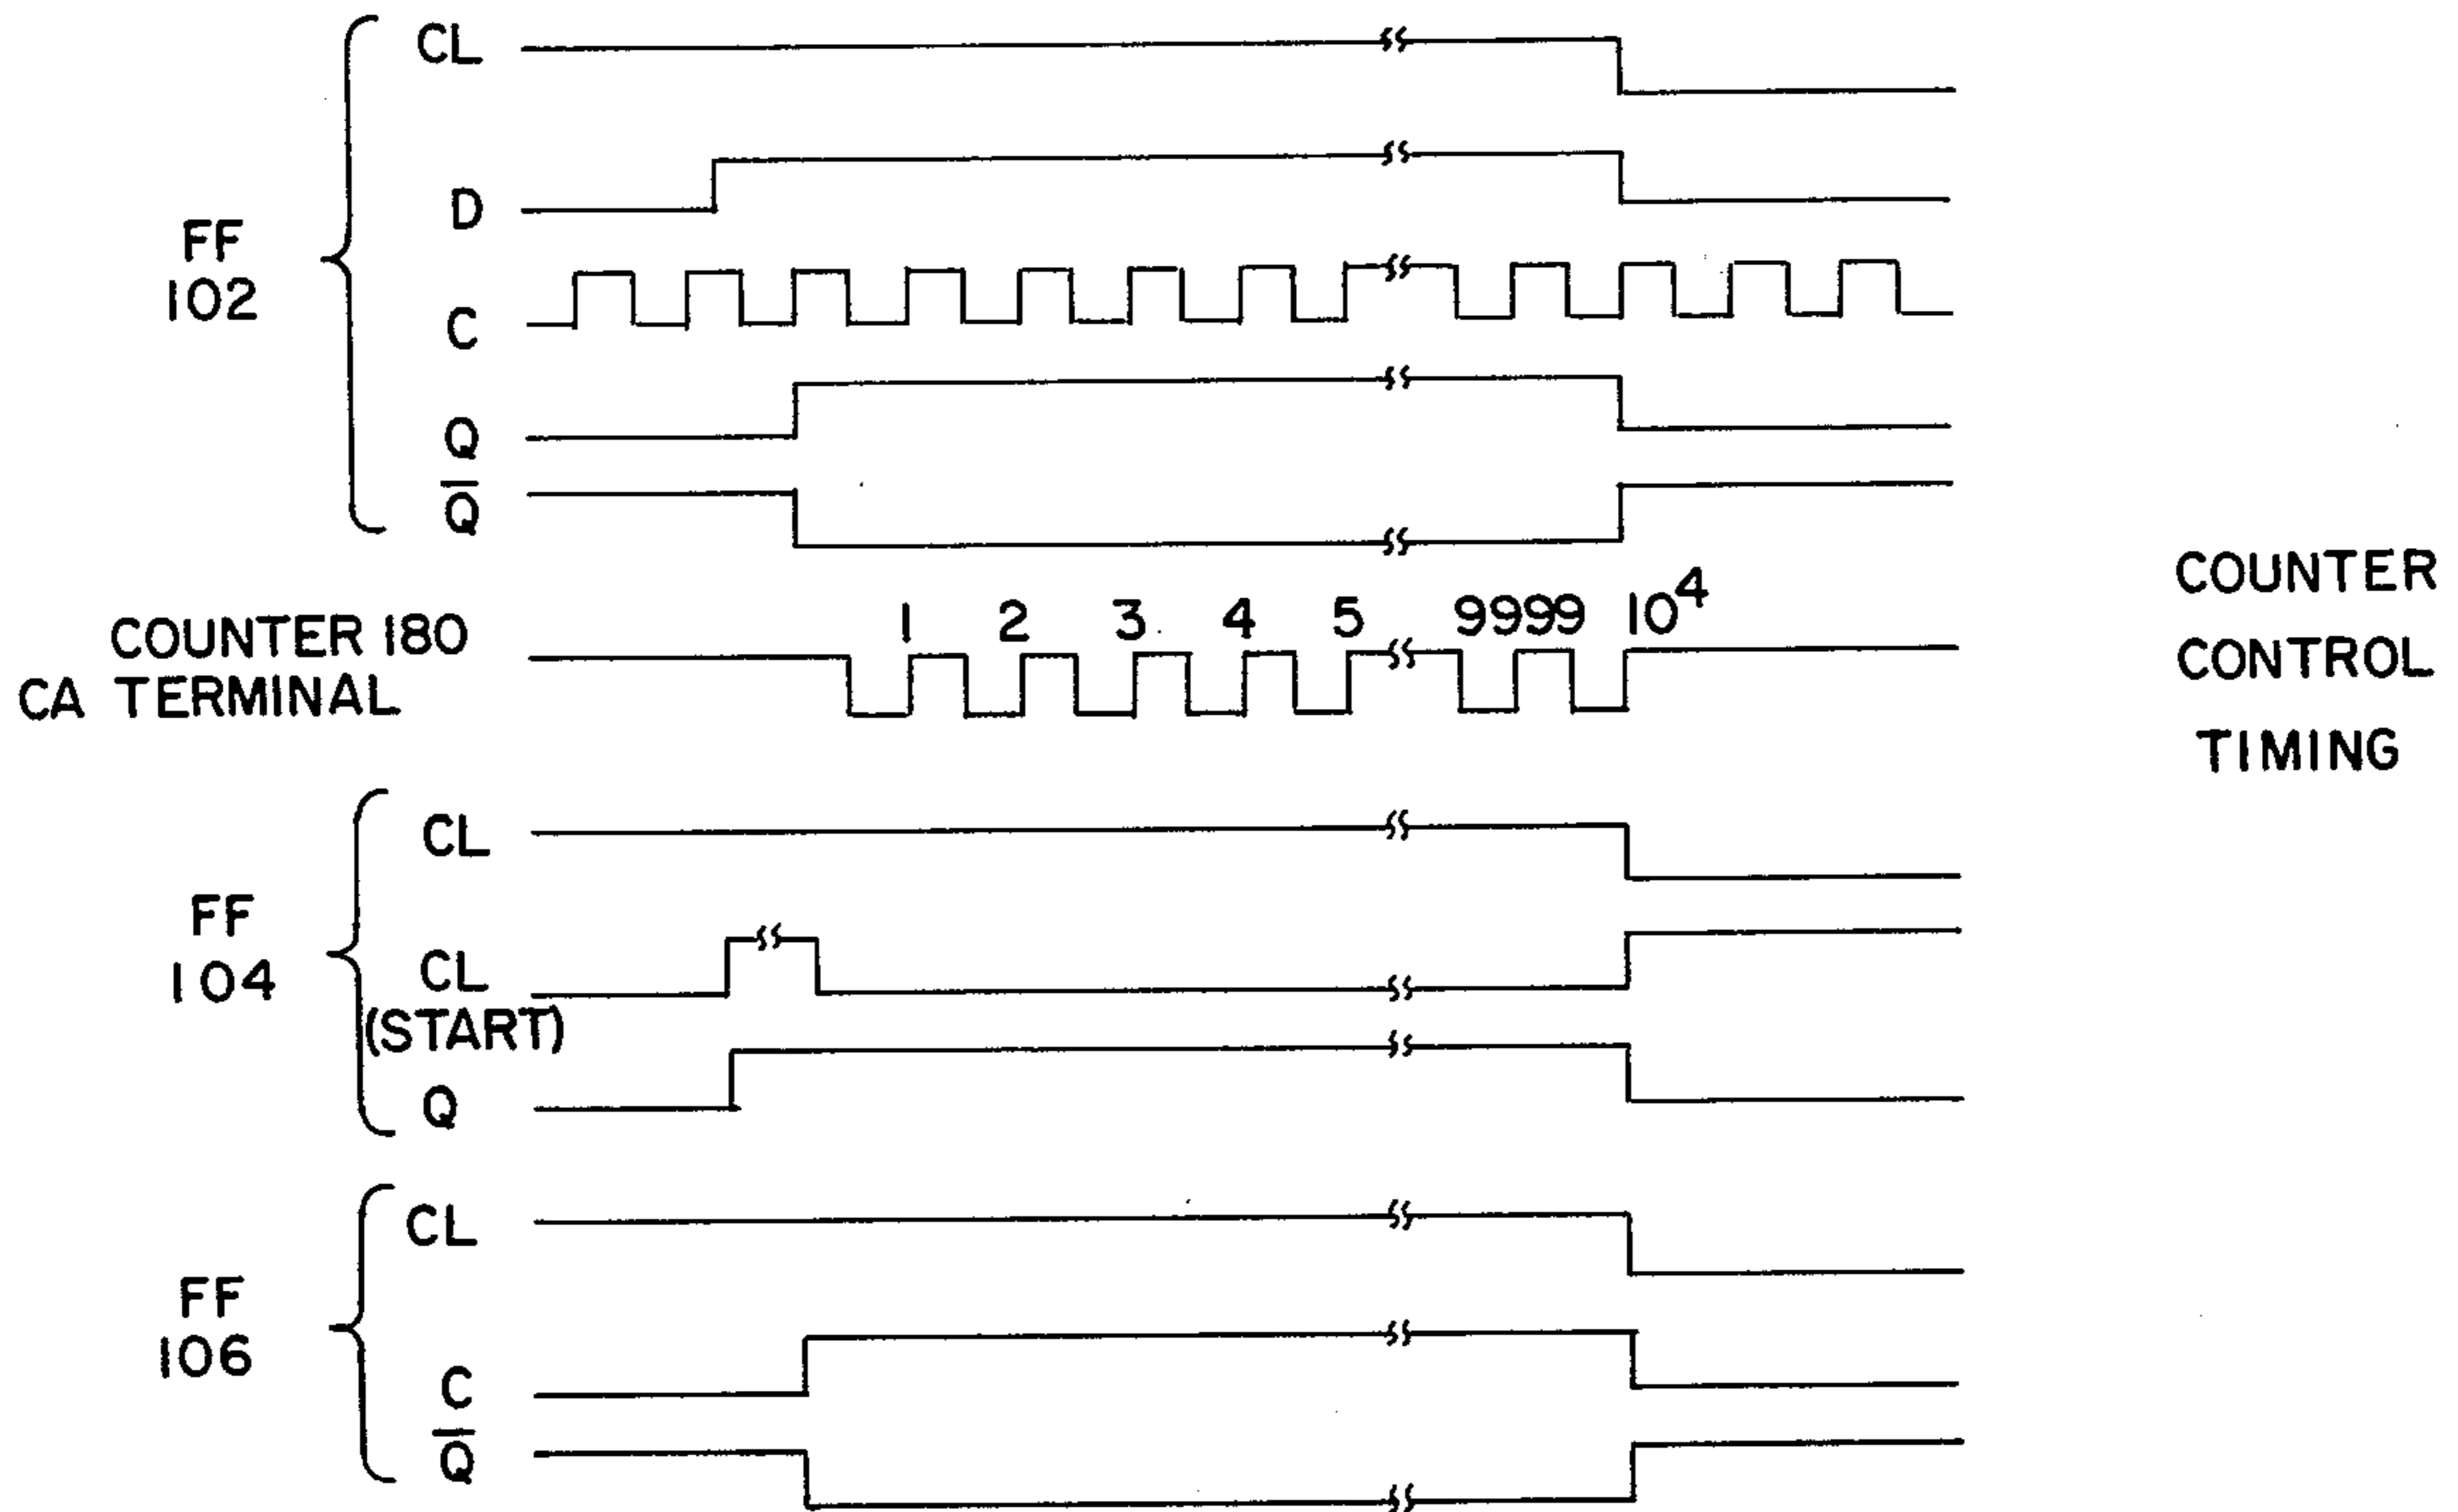 CL
D
FF
102
C
Q
Q̅
COUNTER 180
CA TERMINAL
1 2 3 4 5 9999 10⁴
COUNTER
CONTROL
TIMING
CL
FF
104
CL
(START)
Q
CL
FF
106
C
Q̅